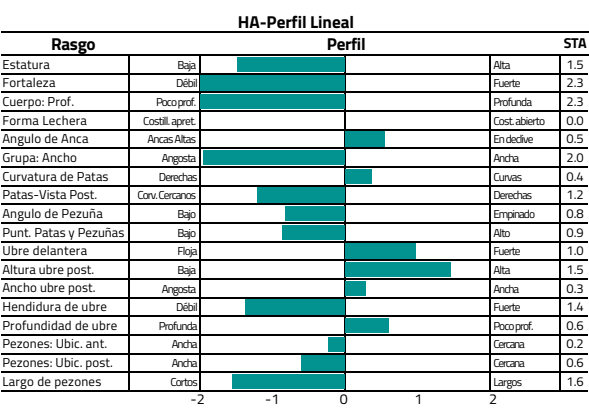 HA-Perfil Lineal
Rasgo Perfil STA
Estatura Baja Alta 1.5
Fortaleza Débil Fuerte 2.3
Cuerpo: Prof. Poco prof. Profunda 2.3
Forma Lechera Costill. apret. Cost. abierto 0.0
Angulo de Anca Ancas Altas En declive 0.5
Grupa: Ancho Angosta Ancha 2.0
Curvatura de Patas Derechas Curvas 0.4
Patas-Vista Post. Corv. Cercanos Derechas 1.2
Angulo de Pezuña Bajo Empinado 0.8
Punt. Patas y Pezuñas Bajo Alto 0.9
Ubre delantera Floja Fuerte 1.0
Altura ubre post. Baja Alta 1.5
Ancho ubre post. Angosta Ancha 0.3
Hendidura de ubre Débil Fuerte 1.4
Profundidad de ubre Profunda Poco prof. 0.6
Pezones: Ubic. ant. Ancha Cercana 0.2
Pezones: Ubic. post. Ancha Cercana 0.6
Largo de pezones Cortos Largos 1.6
-2 -1 0 1 2